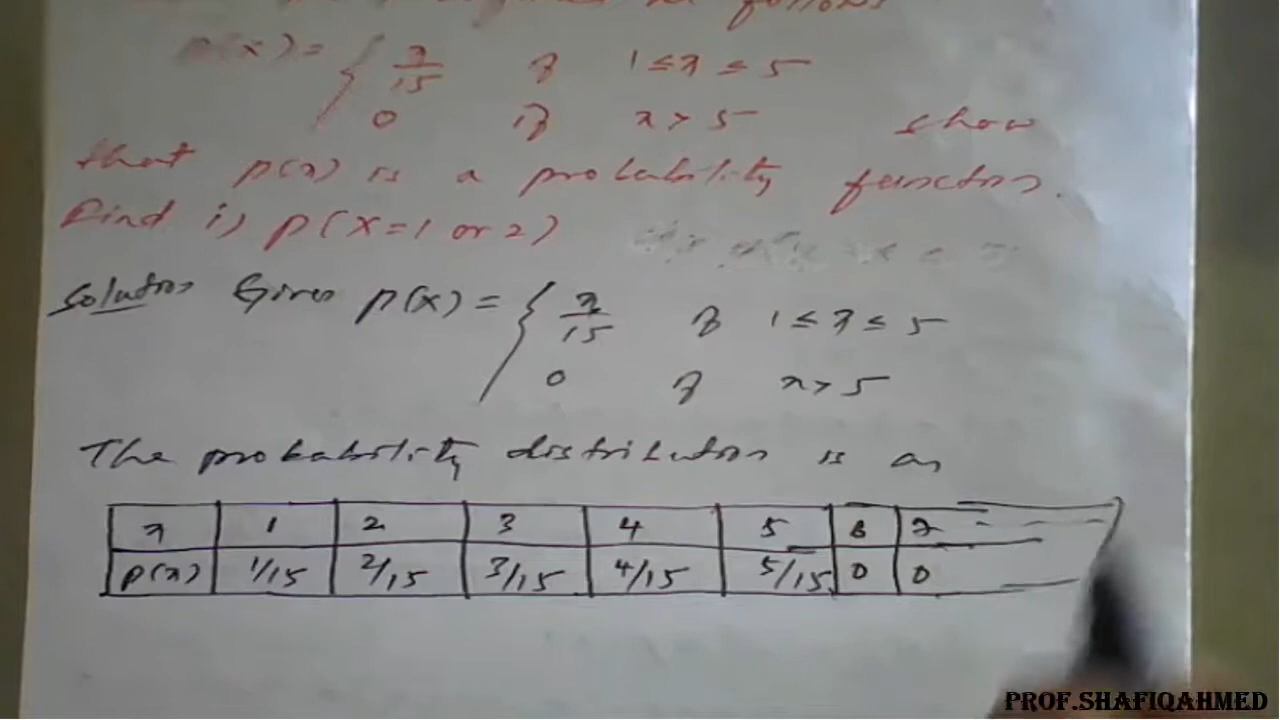 follows
p(x) = { x/15 if 1 ≤ x ≤ 5
0 if x > 5 show
that p(x) is a probability function.
Find i) P(X=1 or 2)
Solution Given p(x) = { x/15 if 1 ≤ x ≤ 5
0 if x > 5
The probability distribution is as
x 1 2 3 4 5 6 7 - - -
p(x) 1/15 2/15 3/15 4/15 5/15 0 0
PROF.SHAFIQAHMED